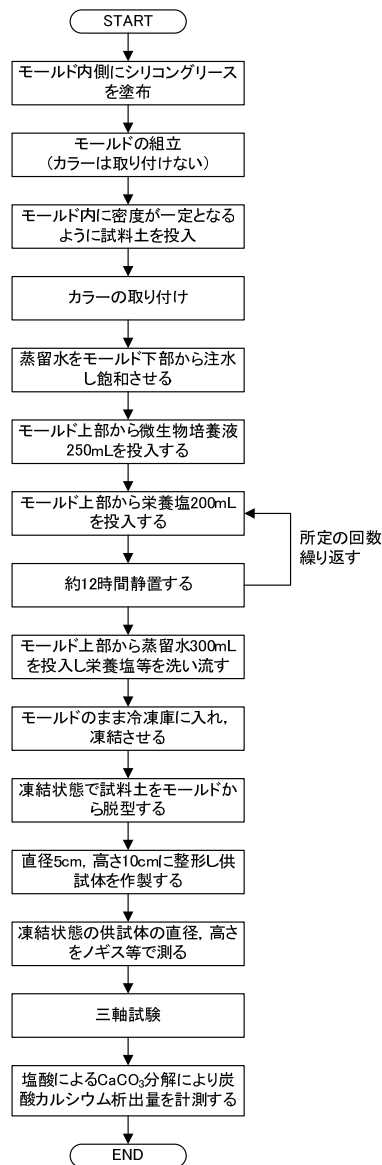 START
モールド内側にシリコングリース
を塗布
モールドの組立
(カラーは取り付けない)
モールド内に密度が一定となる
ように試料土を投入
カラーの取り付け
蒸留水をモールド下部から注水
し飽和させる
モールド上部から微生物培養液
250mLを投入する
モールド上部から栄養塩200mL
を投入する
所定の回数
繰り返す
約12時間静置する
モールド上部から蒸留水300mL
を投入し栄養塩等を洗い流す
モールドのまま冷凍庫に入れ,
凍結させる
凍結状態で試料土をモールドか
ら脱型する
直径5cm, 高さ10cmに整形し供
試体を作製する
凍結状態の供試体の直径, 高さ
をノギス等で測る
三軸試験
塩酸によるCaCO₃分解により炭
酸カルシウム析出量を計測する
END